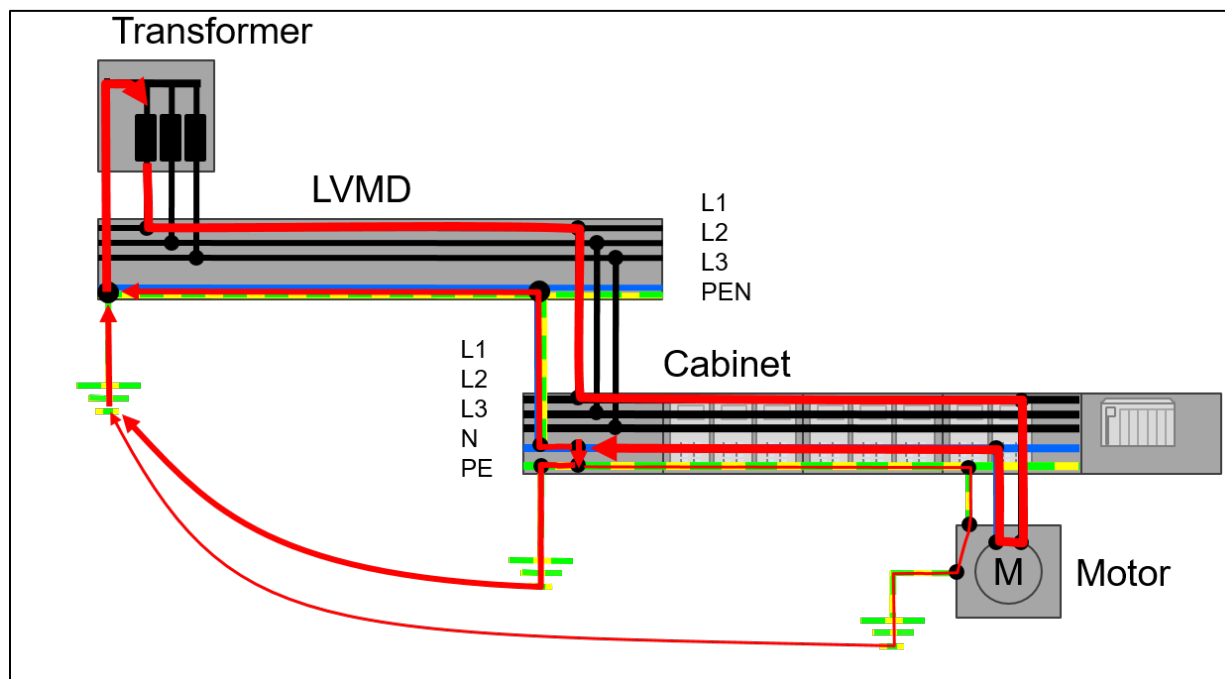 Transformer
LVMD
L1
L2
L3
PEN
L1
L2
L3
N
PE
Cabinet
M
Motor